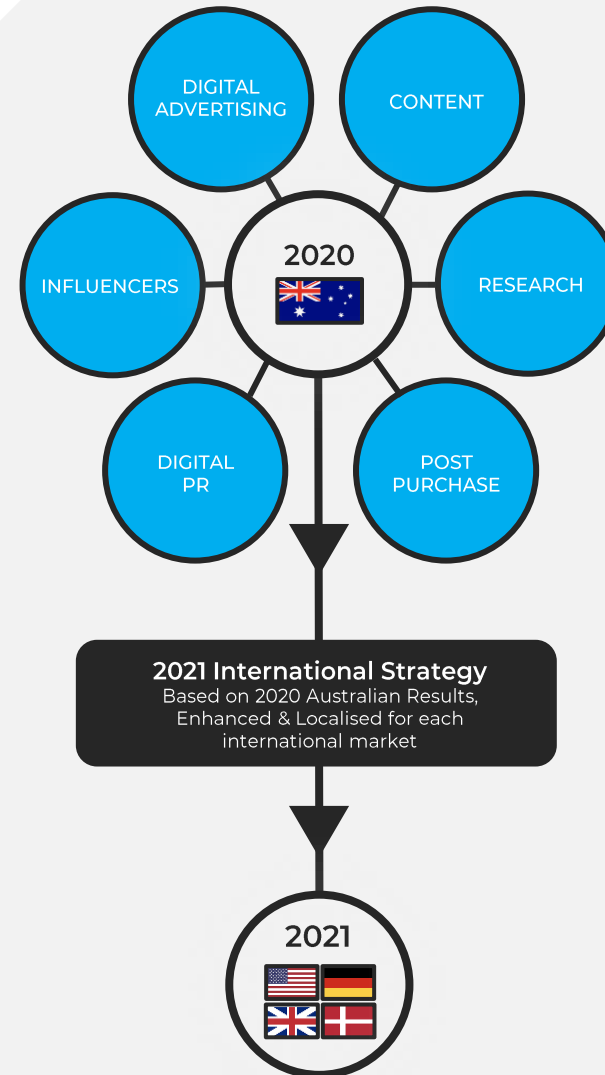 DIGITAL
ADVERTISING
CONTENT
2020
INFLUENCERS
RESEARCH
DIGITAL
PR
POST
PURCHASE
2021 International Strategy
Based on 2020 Australian Results,
Enhanced & Localised for each
international market
2021